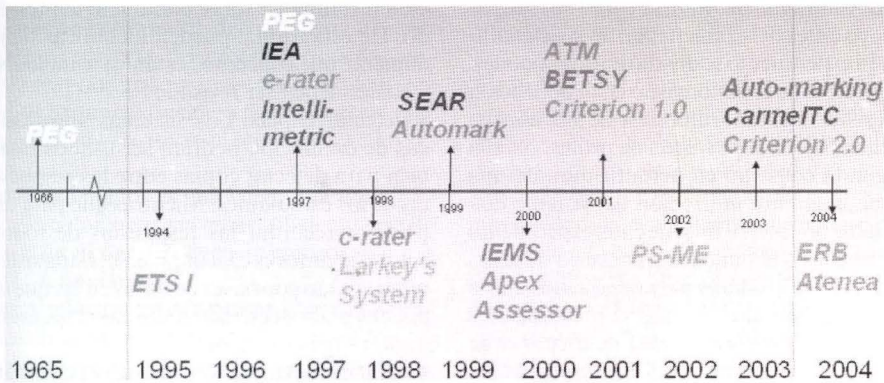 PEG
IEA
e-rater
Intelli-
metric
PEG
SEAR
Automark
ATM
BETSY
Criterion 1.0
Auto-marking
CarmelTC
Criterion 2.0
1966
1994
1997
1998
1999
2000
2001
2002
2003
2004
ETS I
c-rater
·Larkey's
System
IEMS
Apex
Assessor
PS-ME
ERB
Atenea
1965 1995 1996 1997 1998 1999 2000 2001 2002 2003 2004